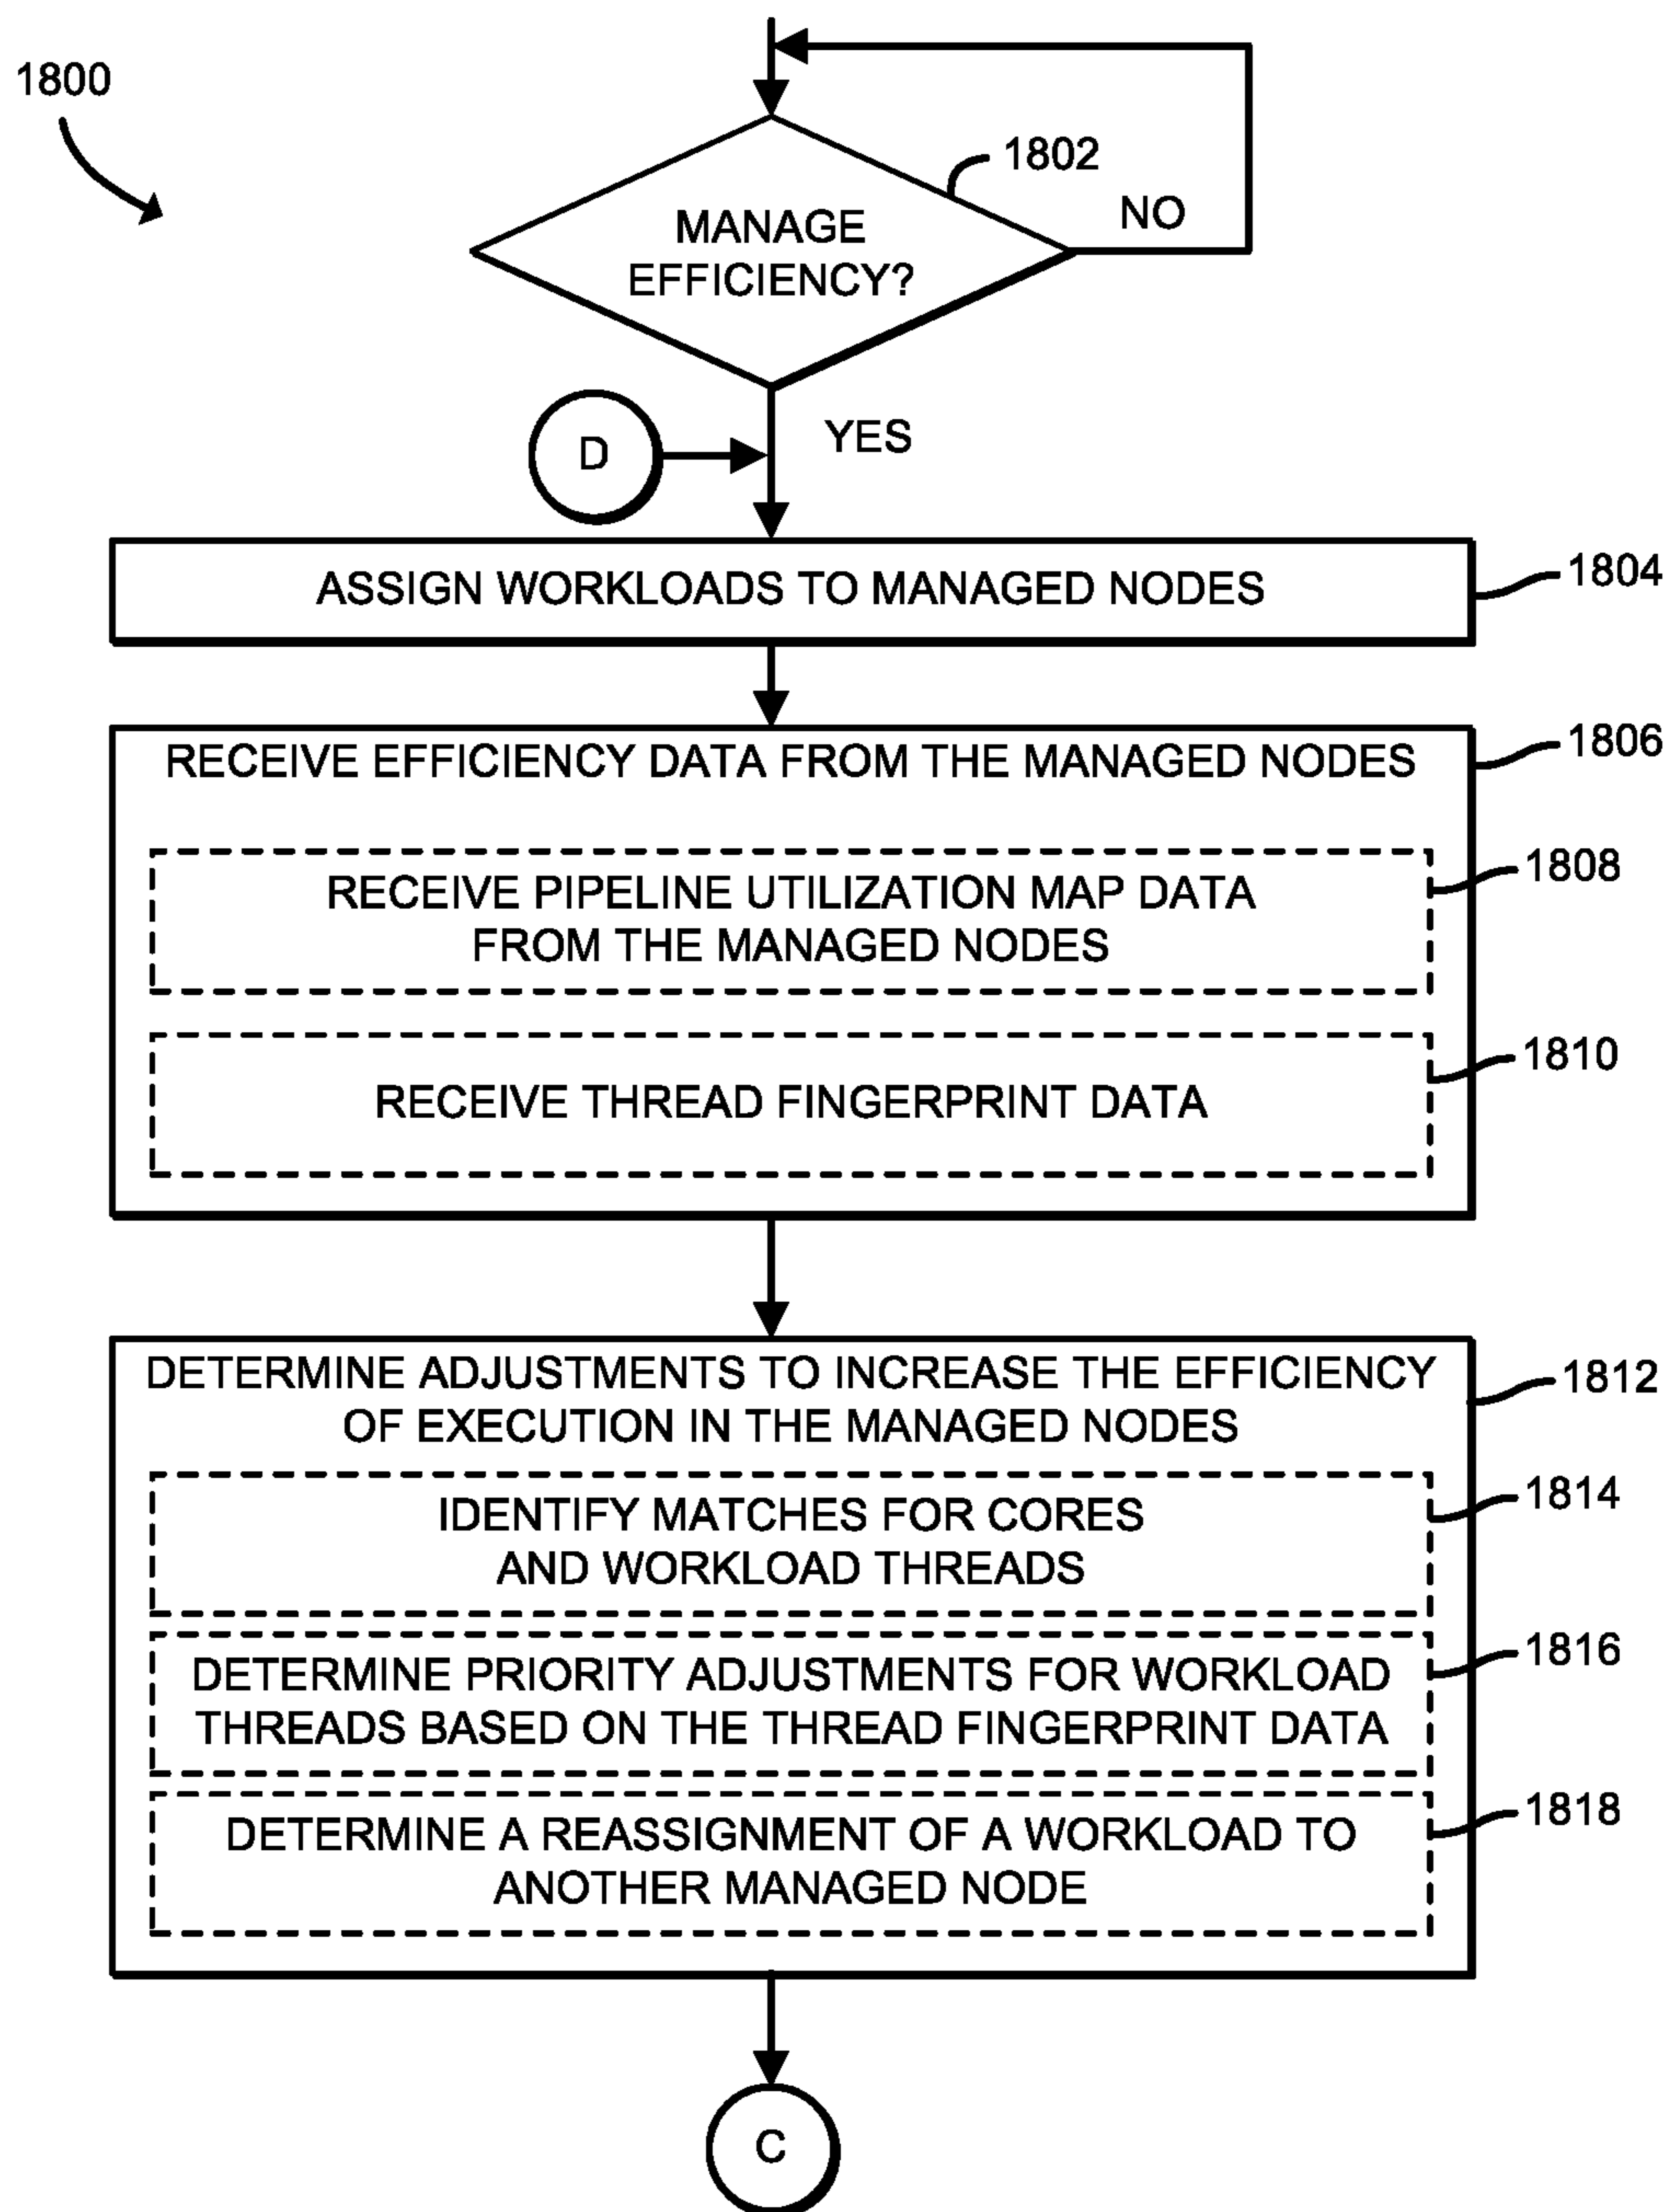 1800
1802
MANAGE
EFFICIENCY?
NO
YES
D
ASSIGN WORKLOADS TO MANAGED NODES
1804
RECEIVE EFFICIENCY DATA FROM THE MANAGED NODES
1806
RECEIVE PIPELINE UTILIZATION MAP DATA
FROM THE MANAGED NODES
1808
RECEIVE THREAD FINGERPRINT DATA
1810
DETERMINE ADJUSTMENTS TO INCREASE THE EFFICIENCY
OF EXECUTION IN THE MANAGED NODES
1812
IDENTIFY MATCHES FOR CORES
AND WORKLOAD THREADS
1814
DETERMINE PRIORITY ADJUSTMENTS FOR WORKLOAD
THREADS BASED ON THE THREAD FINGERPRINT DATA
1816
DETERMINE A REASSIGNMENT OF A WORKLOAD TO
ANOTHER MANAGED NODE
1818
C